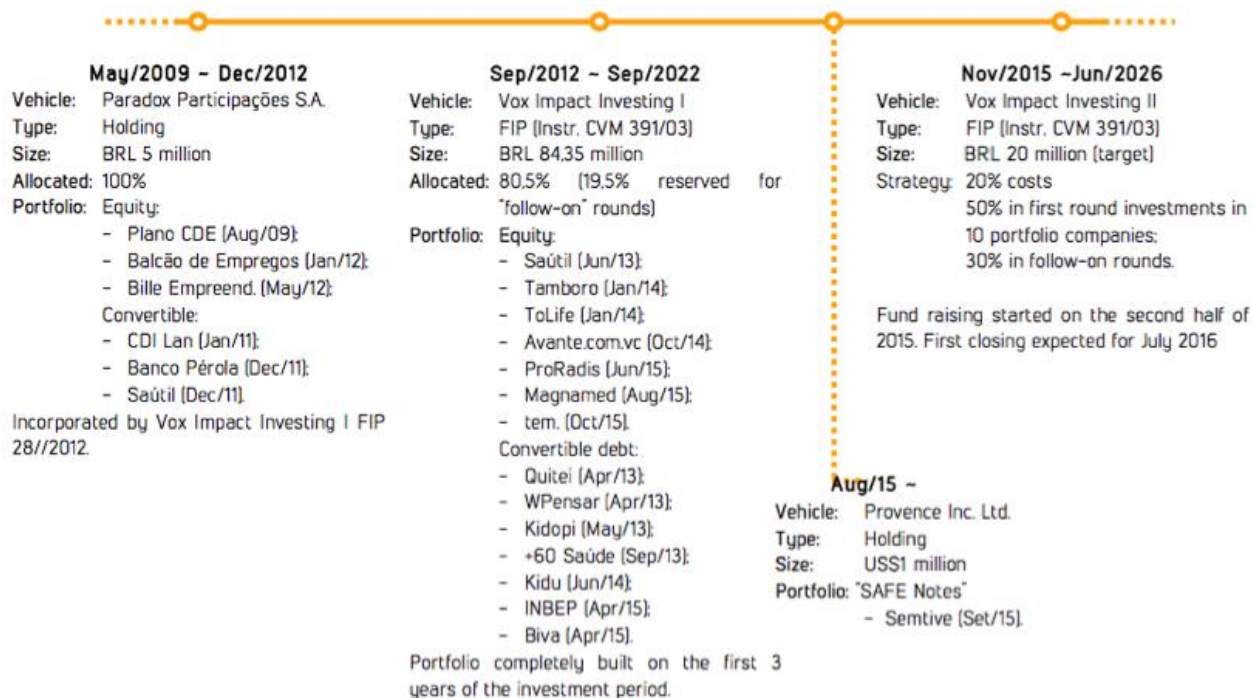 May/2009 ~ Dec/2012
Vehicle: Paradox Participações S.A.
Type: Holding
Size: BRL 5 million
Allocated: 100%
Portfolio: Equity:
- Plano CDE (Aug/09);
- Balcão de Empregos (Jan/12);
- Bille Empreend. (May/12);
Convertible:
- CDI Lan (Jan/11);
- Banco Pérola (Dec/11);
- Saútil (Dec/11).
Incorporated by Vox Impact Investing I FIP
28//2012.
Sep/2012 ~ Sep/2022
Vehicle: Vox Impact Investing I
Type: FIP (Instr. CVM 391/03)
Size: BRL 84,35 million
Allocated: 80,5% (19,5% reserved for
"follow-on" rounds)
Portfolio: Equity:
- Saútil (Jun/13);
- Tamboro (Jan/14);
- ToLife (Jan/14);
- Avante.com.vc (Oct/14);
- ProRadis (Jun/15);
- Magnamed (Aug/15);
- tem. (Oct/15).
Convertible debt:
- Quitei (Apr/13);
- WPensar (Apr/13);
- Kidopi (May/13);
- +60 Saúde (Sep/13);
- Kidu (Jun/14);
- INBEP (Apr/15);
- Biva (Apr/15).
Portfolio completely built on the first 3
years of the investment period.
Aug/15 ~
Vehicle: Provence Inc. Ltd.
Type: Holding
Size: US$1 million
Portfolio: "SAFE Notes"
- Semtive (Set/15).
Nov/2015 ~Jun/2026
Vehicle: Vox Impact Investing II
Type: FIP (Instr. CVM 391/03)
Size: BRL 20 million (target)
Strategy: 20% costs
50% in first round investments in
10 portfolio companies;
30% in follow-on rounds.
Fund raising started on the second half of
2015. First closing expected for July 2016